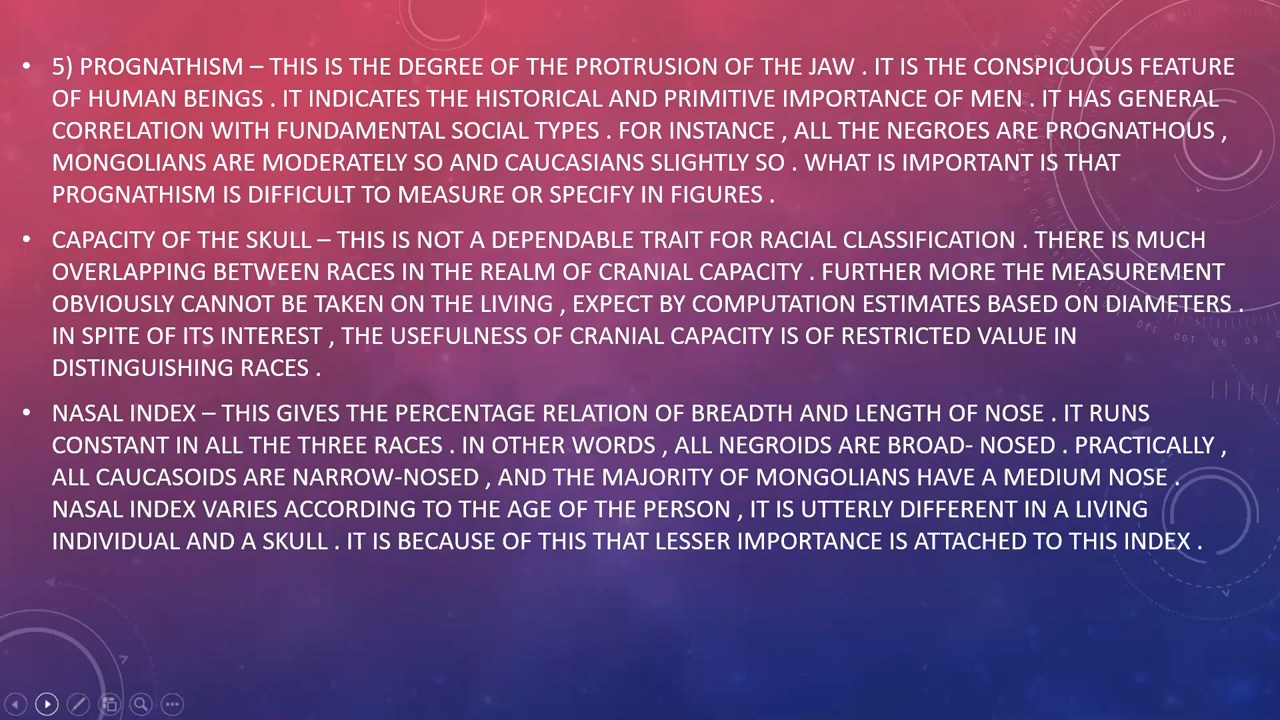 • 5) PROGNATHISM – THIS IS THE DEGREE OF THE PROTRUSION OF THE JAW . IT IS THE CONSPICUOUS FEATURE
OF HUMAN BEINGS . IT INDICATES THE HISTORICAL AND PRIMITIVE IMPORTANCE OF MEN . IT HAS GENERAL
CORRELATION WITH FUNDAMENTAL SOCIAL TYPES . FOR INSTANCE , ALL THE NEGROES ARE PROGNATHOUS ,
MONGOLIANS ARE MODERATELY SO AND CAUCASIANS SLIGHTLY SO . WHAT IS IMPORTANT IS THAT
PROGNATHISM IS DIFFICULT TO MEASURE OR SPECIFY IN FIGURES .
• CAPACITY OF THE SKULL – THIS IS NOT A DEPENDABLE TRAIT FOR RACIAL CLASSIFICATION . THERE IS MUCH
OVERLAPPING BETWEEN RACES IN THE REALM OF CRANIAL CAPACITY . FURTHER MORE THE MEASUREMENT
OBVIOUSLY CANNOT BE TAKEN ON THE LIVING , EXPECT BY COMPUTATION ESTIMATES BASED ON DIAMETERS .
IN SPITE OF ITS INTEREST , THE USEFULNESS OF CRANIAL CAPACITY IS OF RESTRICTED VALUE IN
DISTINGUISHING RACES .
• NASAL INDEX – THIS GIVES THE PERCENTAGE RELATION OF BREADTH AND LENGTH OF NOSE . IT RUNS
CONSTANT IN ALL THE THREE RACES . IN OTHER WORDS , ALL NEGROIDS ARE BROAD- NOSED . PRACTICALLY ,
ALL CAUCASOIDS ARE NARROW-NOSED , AND THE MAJORITY OF MONGOLIANS HAVE A MEDIUM NOSE .
NASAL INDEX VARIES ACCORDING TO THE AGE OF THE PERSON , IT IS UTTERLY DIFFERENT IN A LIVING
INDIVIDUAL AND A SKULL . IT IS BECAUSE OF THIS THAT LESSER IMPORTANCE IS ATTACHED TO THIS INDEX .